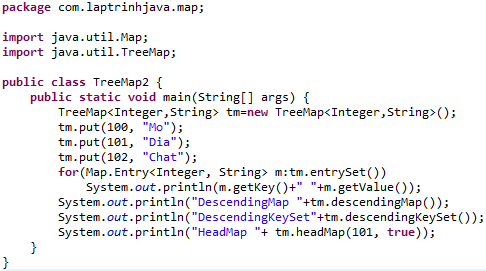 package com.laptrinhjava.map;
import java.util.Map;
import java.util.TreeMap;
public class TreeMap2 {
public static void main(String[] args) {
TreeMap<Integer,String> tm=new TreeMap<Integer,String>();
tm.put(100, "Mo");
tm.put(101, "Dia");
tm.put(102, "Chat");
for(Map.Entry<Integer, String> m:tm.entrySet())
System.out.println(m.getKey()+" "+m.getValue());
System.out.println("DescendingMap "+tm.descendingMap());
System.out.println("DescendingKeySet"+tm.descendingKeySet());
System.out.println("HeadMap "+ tm.headMap(101, true));
}
}